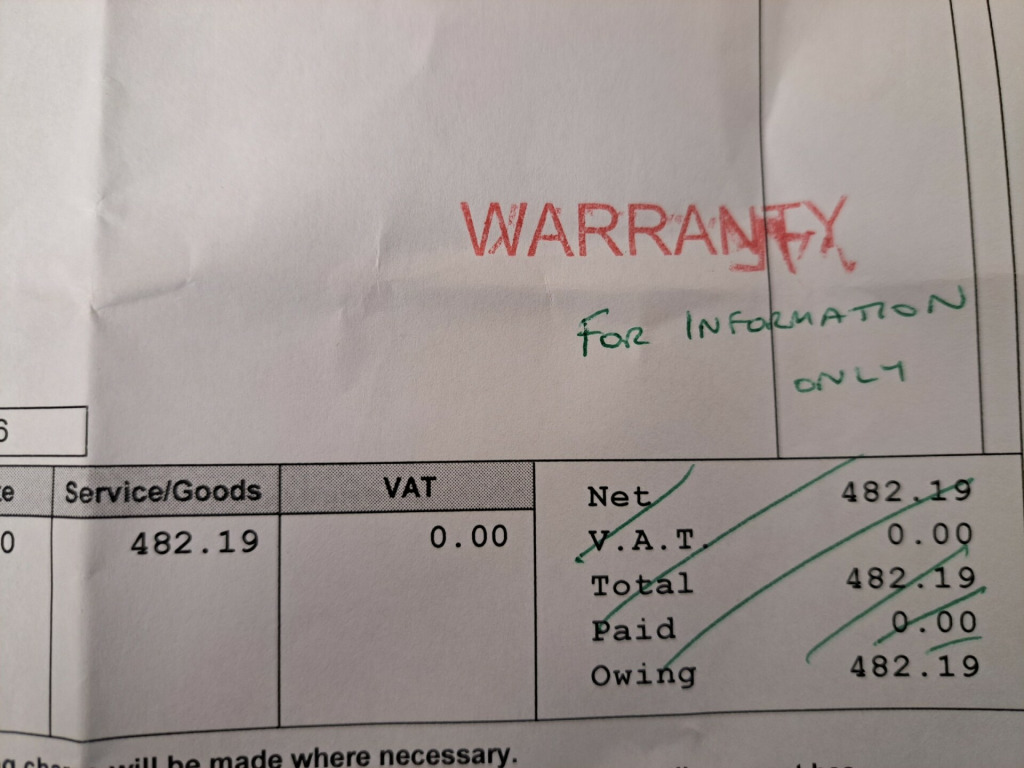 WARRANTY
FOR INFORMATION
ONLY
6
Service/Goods VAT
0 482.19 0.00
Net 482.19
V.A.T. 0.00
Total 482.19
Paid 0.00
Owing 482.19
will be made where necessary.